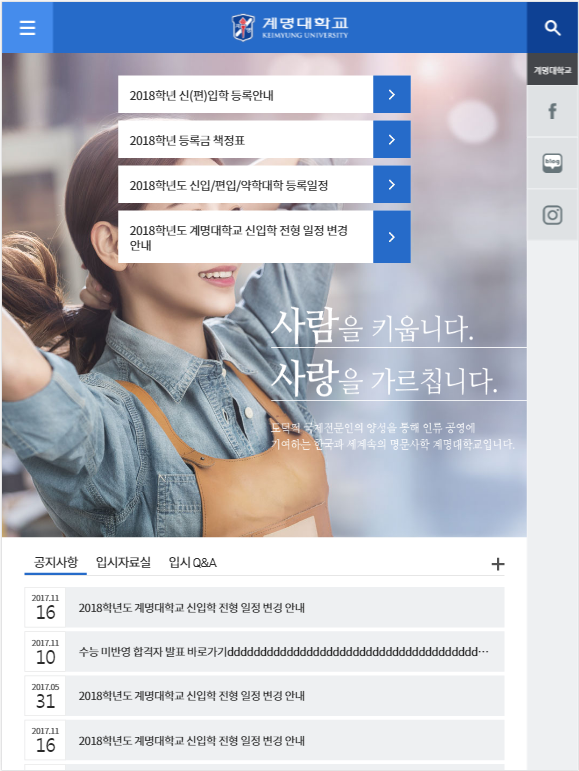 계명대학교
KEIMYUNG UNIVERSITY
계명대학교
2018학년 신(편)입학 등록안내
2018학년 등록금 책정표
2018학년도 신입/편입/약학대학 등록일정
2018학년도 계명대학교 신입학 전형 일정 변경
안내
blog
사람을 키웁니다.
사랑을 가르칩니다.
도덕적 국제전문인의 양성을 통해 인류 공영에
기여하는 한국과 세계속의 명문사학 계명대학교입니다.
공지사항 입시자료실 입시 Q&A
2017.11
16
2018학년도 계명대학교 신입학 전형 일정 변경 안내
2017.11
10
수능 미반영 합격자 발표 바로가기ddddddddddddddddddddddddddddddddddddddd…
2017.05
31
2018학년도 계명대학교 신입학 전형 일정 변경 안내
2017.11
16
2018학년도 계명대학교 신입학 전형 일정 변경 안내